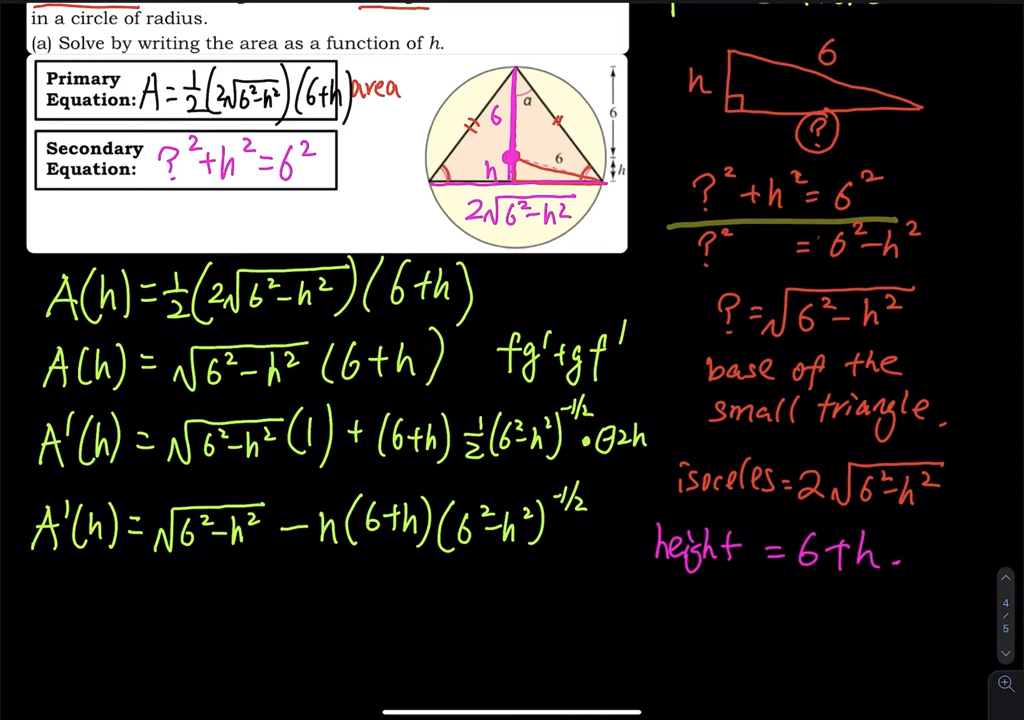 in a circle of radius.
(a) Solve by writing the area as a function of h.
Primary Equation: A = ½(2√6²-h²)(6+h) area
Secondary Equation: ?² + h² = 6²
6
a
6
6
h
h
2√6²-h²
A(h) = ½(2√6²-h²)(6+h)
A(h) = √6²-h² (6+h) fg' + gf'
A'(h) = √6²-h² (1) + (6+h) ½(6²-h²)^-1/2 · -2h
A'(h) = √6²-h² - h(6+h)(6²-h²)^-1/2
6
h
?
?² + h² = 6²
?² = 6²-h²
? = √6²-h²
base of the
small triangle.
isoceles = 2√6²-h²
height = 6+h.
4
/
5